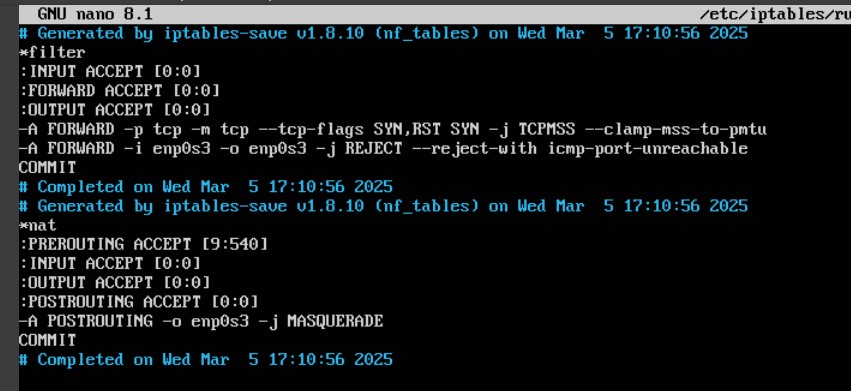 GNU nano 8.1 /etc/iptables/ru
# Generated by iptables-save v1.8.10 (nf_tables) on Wed Mar  5 17:10:56 2025
*filter
:INPUT ACCEPT [0:0]
:FORWARD ACCEPT [0:0]
:OUTPUT ACCEPT [0:0]
-A FORWARD -p tcp -m tcp --tcp-flags SYN,RST SYN -j TCPMSS --clamp-mss-to-pmtu
-A FORWARD -i enp0s3 -o enp0s3 -j REJECT --reject-with icmp-port-unreachable
COMMIT
# Completed on Wed Mar  5 17:10:56 2025
# Generated by iptables-save v1.8.10 (nf_tables) on Wed Mar  5 17:10:56 2025
*nat
:PREROUTING ACCEPT [9:540]
:INPUT ACCEPT [0:0]
:OUTPUT ACCEPT [0:0]
:POSTROUTING ACCEPT [0:0]
-A POSTROUTING -o enp0s3 -j MASQUERADE
COMMIT
# Completed on Wed Mar  5 17:10:56 2025